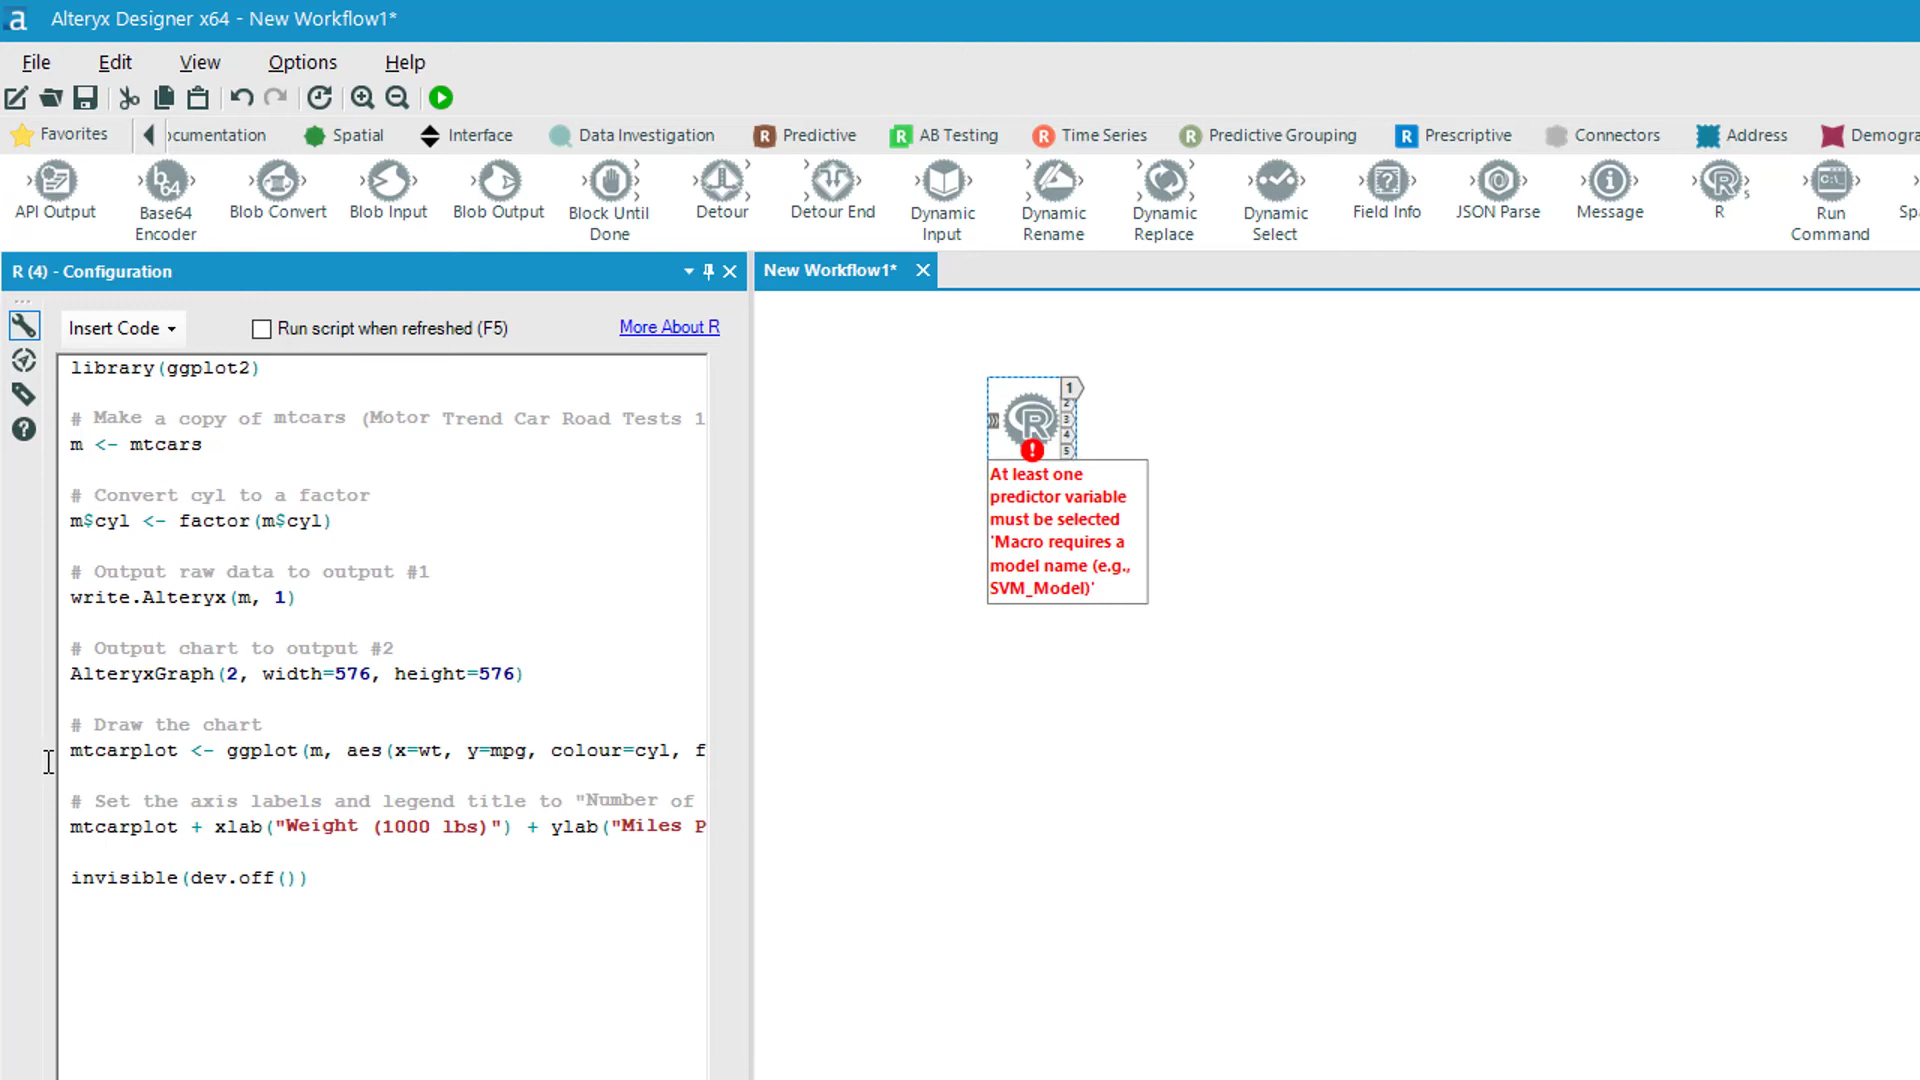 a Alteryx Designer x64 - New Workflow1*
File Edit View Options Help
Favorites ocumentation Spatial Interface Data Investigation R Predictive R AB Testing R Time Series R Predictive Grouping R Prescriptive Connectors Address Demogra
API Output
b64
Base64
Encoder
Blob Convert
Blob Input
Blob Output
Block Until
Done
Detour
Detour End
Dynamic
Input
Dynamic
Rename
Dynamic
Replace
Dynamic
Select
Field Info
JSON Parse
Message
R
C:\
Run
Command
R (4) - Configuration
New Workflow1*
Insert Code
Run script when refreshed (F5)
More About R
library(ggplot2)
# Make a copy of mtcars (Motor Trend Car Road Tests 1
m <- mtcars
# Convert cyl to a factor
m$cyl <- factor(m$cyl)
# Output raw data to output #1
write.Alteryx(m, 1)
# Output chart to output #2
AlteryxGraph(2, width=576, height=576)
# Draw the chart
mtcarplot <- ggplot(m, aes(x=wt, y=mpg, colour=cyl, f
# Set the axis labels and legend title to "Number of
mtcarplot + xlab("Weight (1000 lbs)") + ylab("Miles P
invisible(dev.off())
R
1
2
3
4
5
!
At least one
predictor variable
must be selected
'Macro requires a
model name (e.g.,
SVM_Model)'